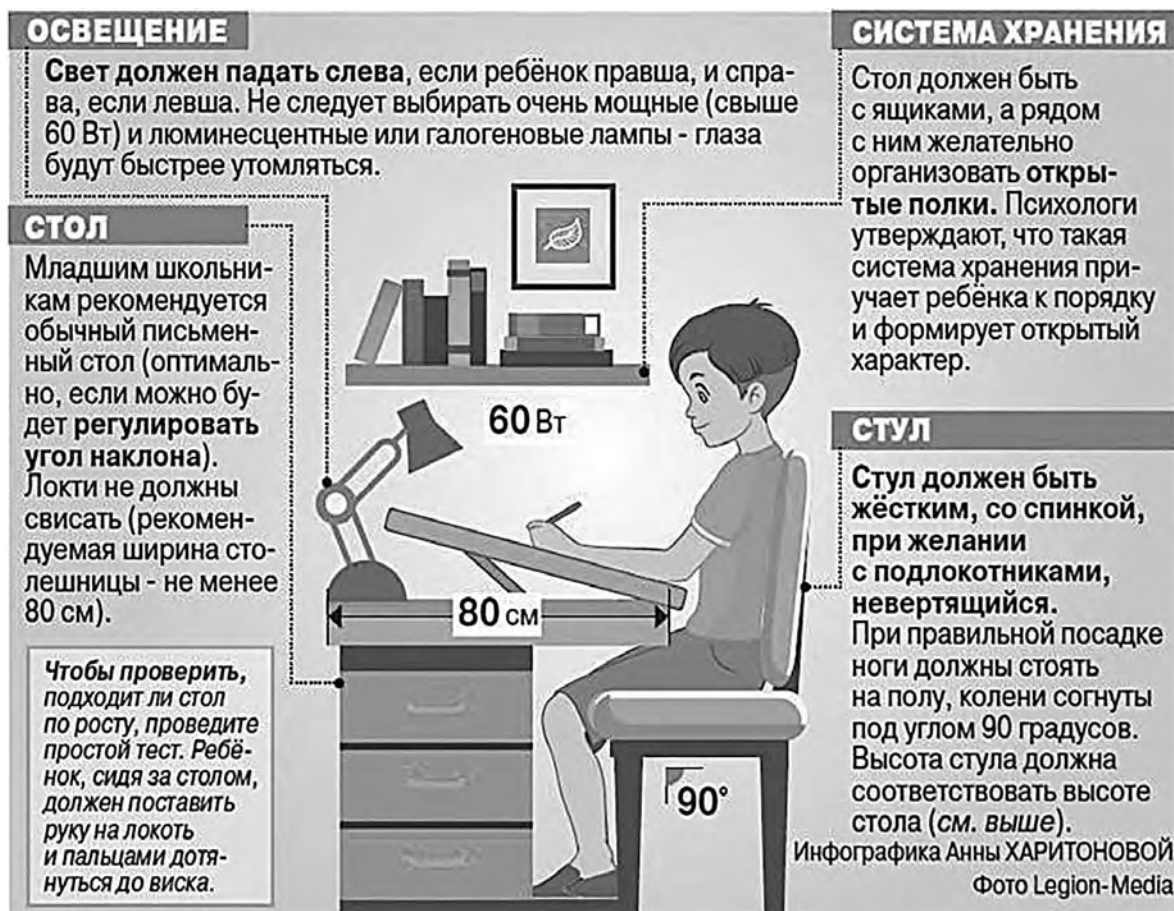 ОСВЕЩЕНИЕ
Свет должен падать слева, если ребёнок правша, и спра-
ва, если левша. Не следует выбирать очень мощные (свыше
60 Вт) и люминесцентные или галогеновые лампы - глаза
будут быстрее утомляться.
СТОЛ
Младшим школьни-
кам рекомендуется
обычный письмен-
ный стол (оптималь-
но, если можно бу-
дет регулировать
угол наклона).
Локти не должны
свисать (рекомен-
дуемая ширина сто-
лешницы - не менее
80 см).
Чтобы проверить,
подходит ли стол
по росту, проведите
простой тест. Ребё-
нок, сидя за столом,
должен поставить
руку на локоть
и пальцами дотя-
нуться до виска.
60 Вт
80 см
90°
СИСТЕМА ХРАНЕНИЯ
Стол должен быть
с ящиками, а рядом
с ним желательно
организовать откры-
тые полки. Психологи
утверждают, что такая
система хранения при-
учает ребёнка к порядку
и формирует открытый
характер.
СТУЛ
Стул должен быть
жёстким, со спинкой,
при желании
с подлокотниками,
невертящийся.
При правильной посадке
ноги должны стоять
на полу, колени согнуты
под углом 90 градусов.
Высота стула должна
соответствовать высоте
стола (см. выше).
Инфографика Анны ХАРИТОНОВОЙ
Фото Legion-Media